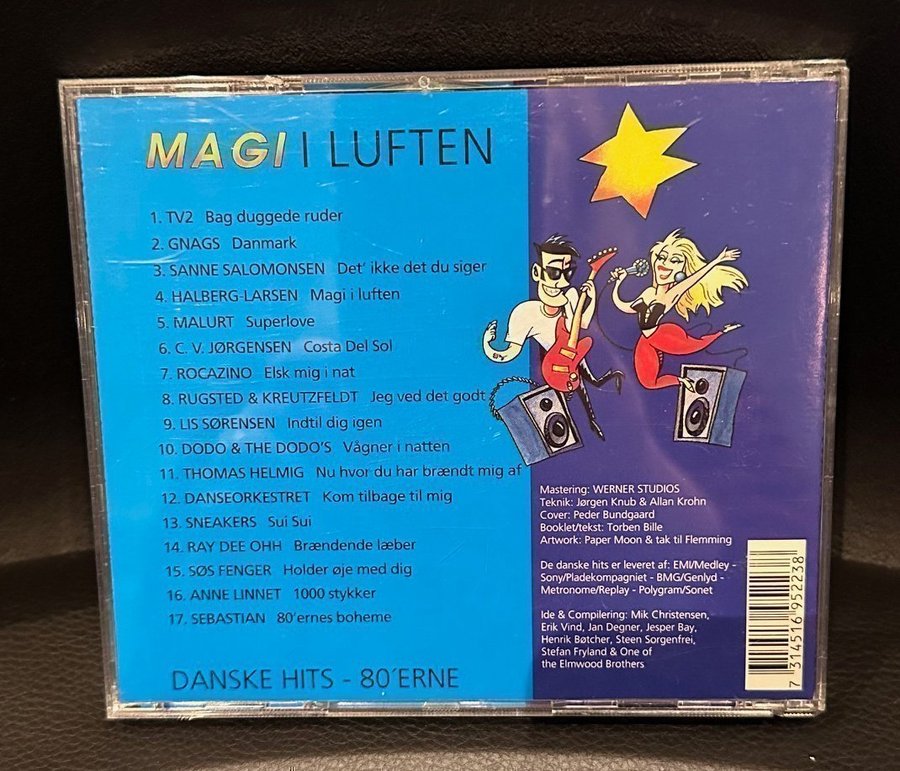 MAGI I LUFTEN
1. TV2 Bag duggede ruder
2. GNAGS Danmark
3. SANNE SALOMONSEN Det' ikke det du siger
4. HALBERG-LARSEN Magi i luften
5. MALURT Superlove
6. C. V. JØRGENSEN Costa Del Sol
7. ROCAZINO Elsk mig i nat
8. RUGSTED & KREUTZFELDT Jeg ved det godt
9. LIS SØRENSEN Indtil dig igen
10. DODO & THE DODO'S Vågner i natten
11. THOMAS HELMIG Nu hvor du har brændt mig af
12. DANSEORKESTRET Kom tilbage til mig
13. SNEAKERS Sui Sui
14. RAY DEE OHH Brændende læber
15. SØS FENGER Holder øje med dig
16. ANNE LINNET 1000 stykker
17. SEBASTIAN 80'ernes boheme
DANSKE HITS - 80´ERNE
Mastering: WERNER STUDIOS
Teknik: Jørgen Knub & Allan Krohn
Cover: Peder Bundgaard
Booklet/tekst: Torben Bille
Artwork: Paper Moon & tak til Flemming
De danske hits er leveret af: EMI/Medley -
Sony/Pladekompagniet - BMG/Genlyd -
Metronome/Replay - Polygram/Sonet
Ide & Compilering: Mik Christensen,
Erik Vind, Jan Degner, Jesper Bay,
Henrik Bøtcher, Steen Sorgenfrei,
Stefan Fryland & One of
the Elmwood Brothers
7 314516 952238